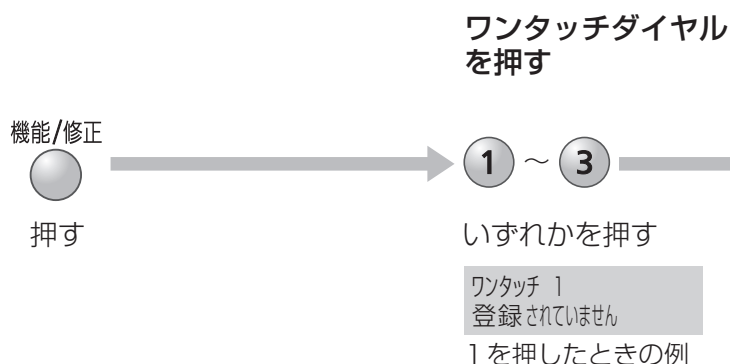 ワンタッチダイヤル
を押す
機能/修正
押す
1 ～ 3
いずれかを押す
ワンタッチ 1
登録されていません
1を押したときの例